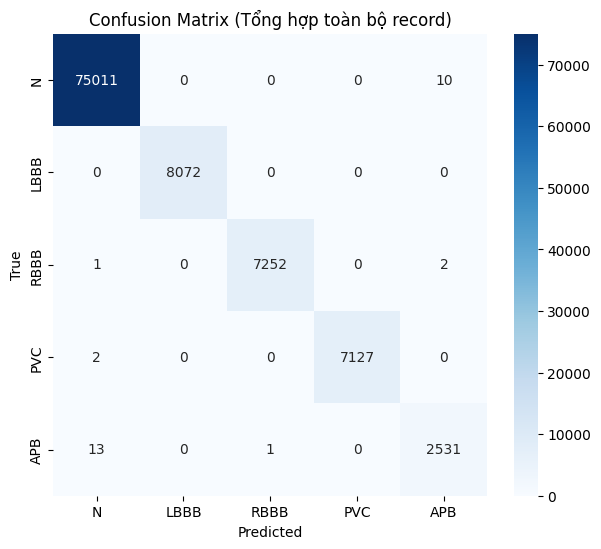 Confusion Matrix (Tổng hợp toàn bộ record)
True
N 75011 0 0 0 10
LBBB 0 8072 0 0 0
RBBB 1 0 7252 0 2
PVC 2 0 0 7127 0
APB 13 0 1 0 2531
N LBBB RBBB PVC APB
Predicted
70000
60000
50000
40000
30000
20000
10000
0